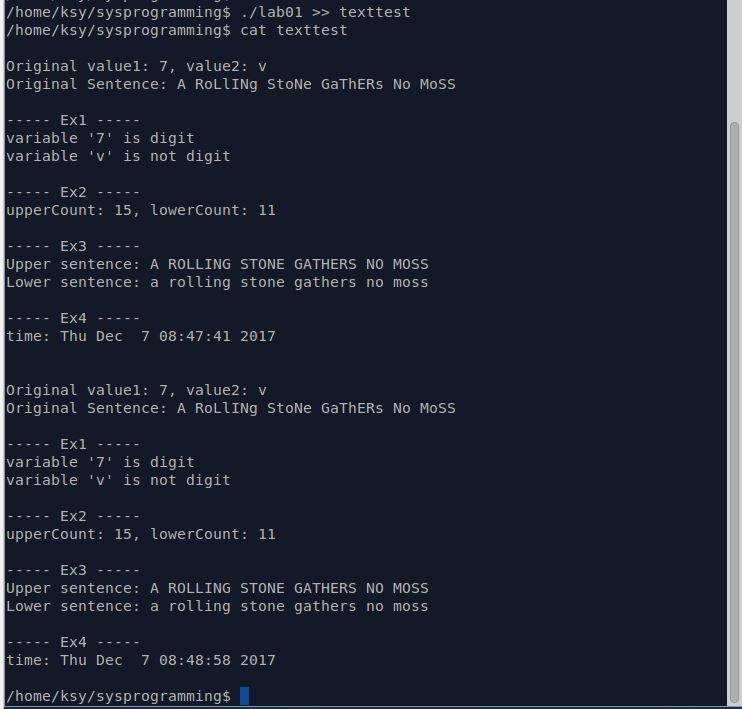 /home/ksy/sysprogramming$ ./lab01 >> texttest
/home/ksy/sysprogramming$ cat texttest

Original value1: 7, value2: v
Original Sentence: A RoLlINg StoNe GaThERs No MoSS

----- Ex1 -----
variable '7' is digit
variable 'v' is not digit

----- Ex2 -----
upperCount: 15, lowerCount: 11

----- Ex3 -----
Upper sentence: A ROLLING STONE GATHERS NO MOSS
Lower sentence: a rolling stone gathers no moss

----- Ex4 -----
time: Thu Dec  7 08:47:41 2017


Original value1: 7, value2: v
Original Sentence: A RoLlINg StoNe GaThERs No MoSS

----- Ex1 -----
variable '7' is digit
variable 'v' is not digit

----- Ex2 -----
upperCount: 15, lowerCount: 11

----- Ex3 -----
Upper sentence: A ROLLING STONE GATHERS NO MOSS
Lower sentence: a rolling stone gathers no moss

----- Ex4 -----
time: Thu Dec  7 08:48:58 2017

/home/ksy/sysprogramming$